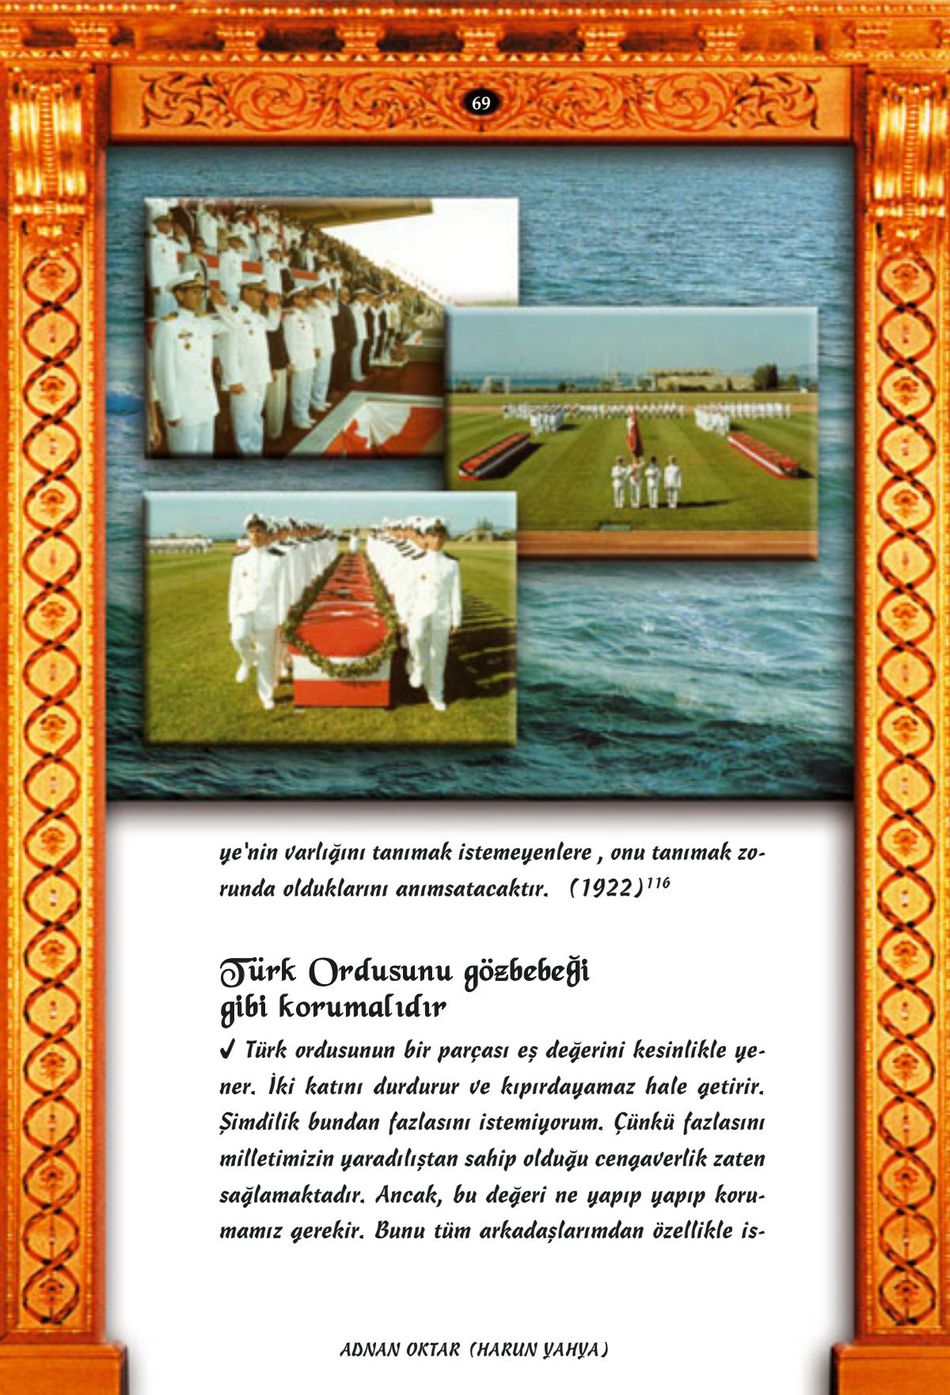 69
ye'nin varlığını tanımak istemeyenlere , onu tanımak zo-
runda olduklarını anımsatacaktır. (1922)116
Türk Ordusunu gözbebeği
gibi korumalıdır
✓ Türk ordusunun bir parçası eş değerini kesinlikle ye-
ner. İki katını durdurur ve kıpırdayamaz hale getirir.
Şimdilik bundan fazlasını istemiyorum. Çünkü fazlasını
milletimizin yaradılıştan sahip olduğu cengaverlik zaten
sağlamaktadır. Ancak, bu değeri ne yapıp yapıp koru-
mamız gerekir. Bunu tüm arkadaşlarımdan özellikle is-
ADNAN OKTAR (HARUN YAHYA)